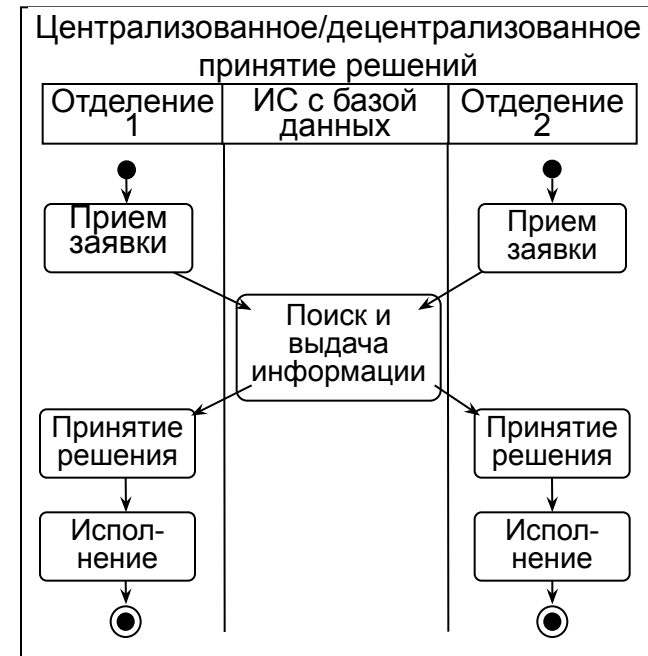 Централизованное/децентрализованное
принятие решений
Отделение
1
ИС с базой
данных
Отделение
2
Прием
заявки
Прием
заявки
Поиск и
выдача
информации
Принятие
решения
Принятие
решения
Испол-
нение
Испол-
нение